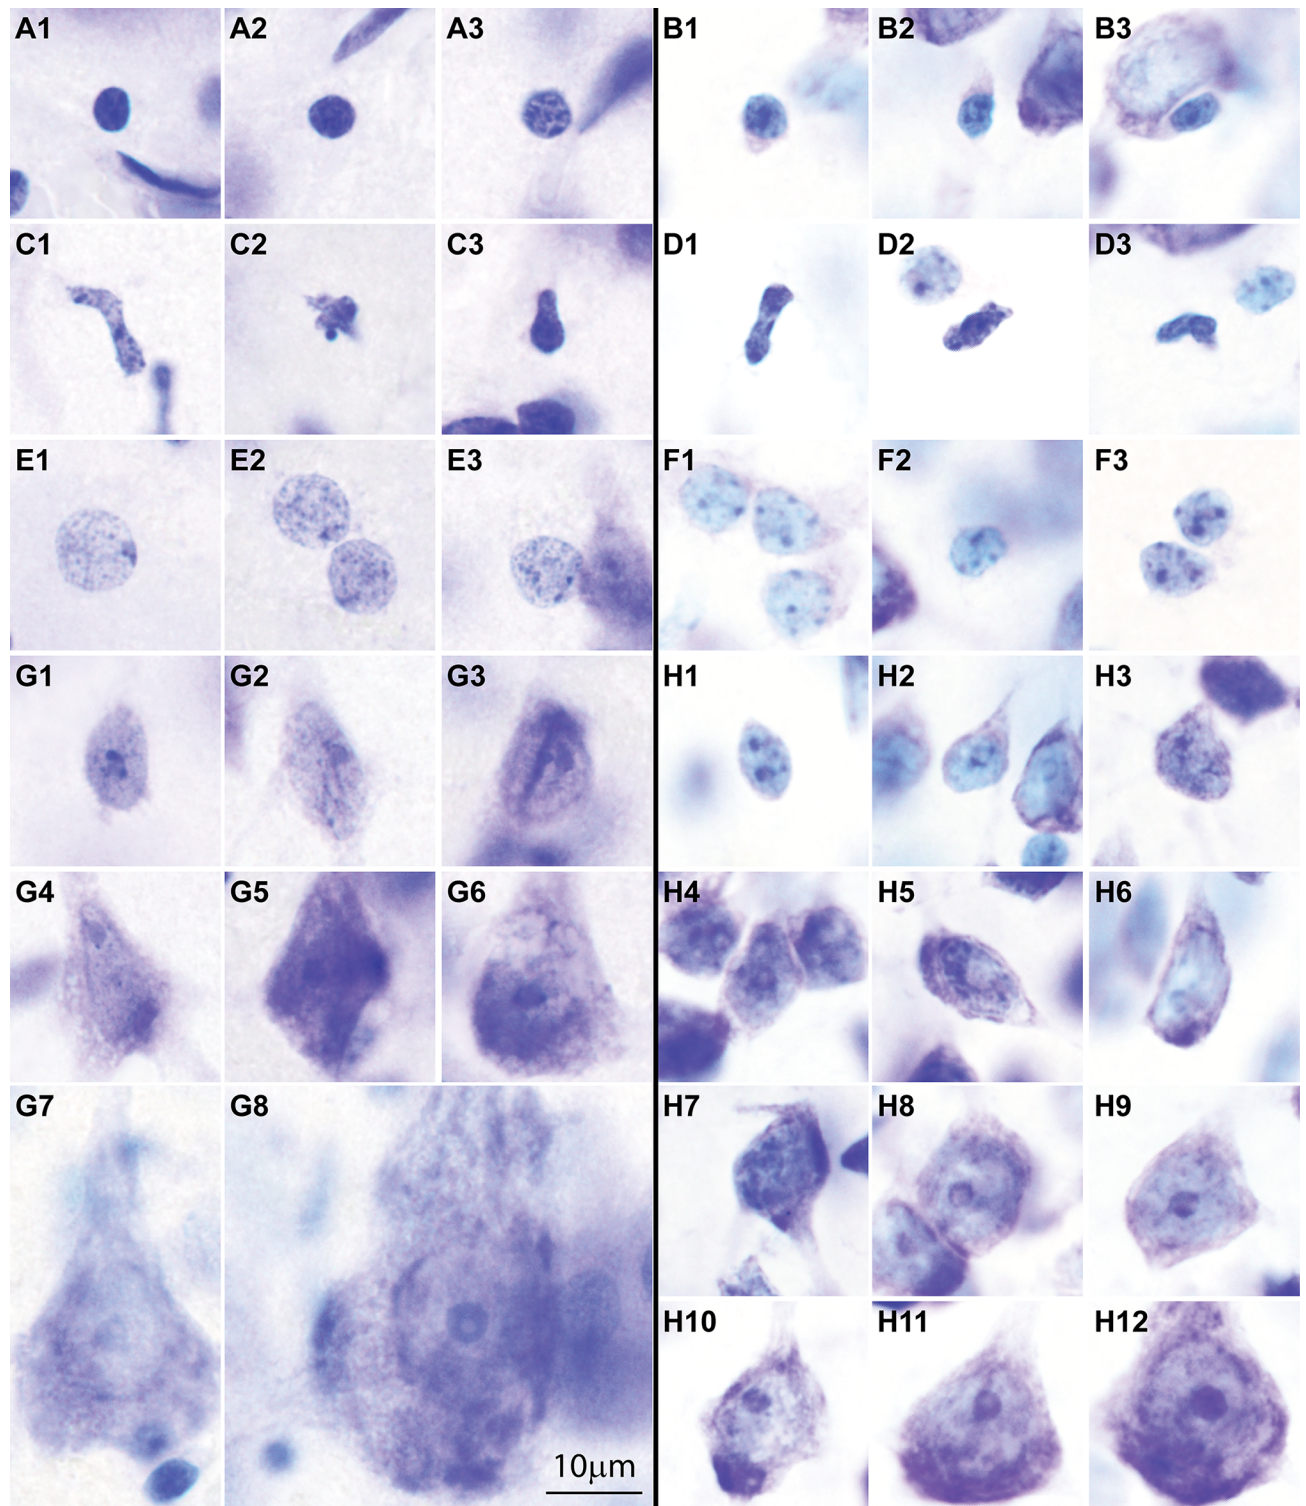 A1 A2 A3 B1 B2 B3
C1 C2 C3 D1 D2 D3
E1 E2 E3 F1 F2 F3
G1 G2 G3 H1 H2 H3
G4 G5 G6 H4 H5 H6
G7 G8 H7 H8 H9
H10 H11 H12
10μm